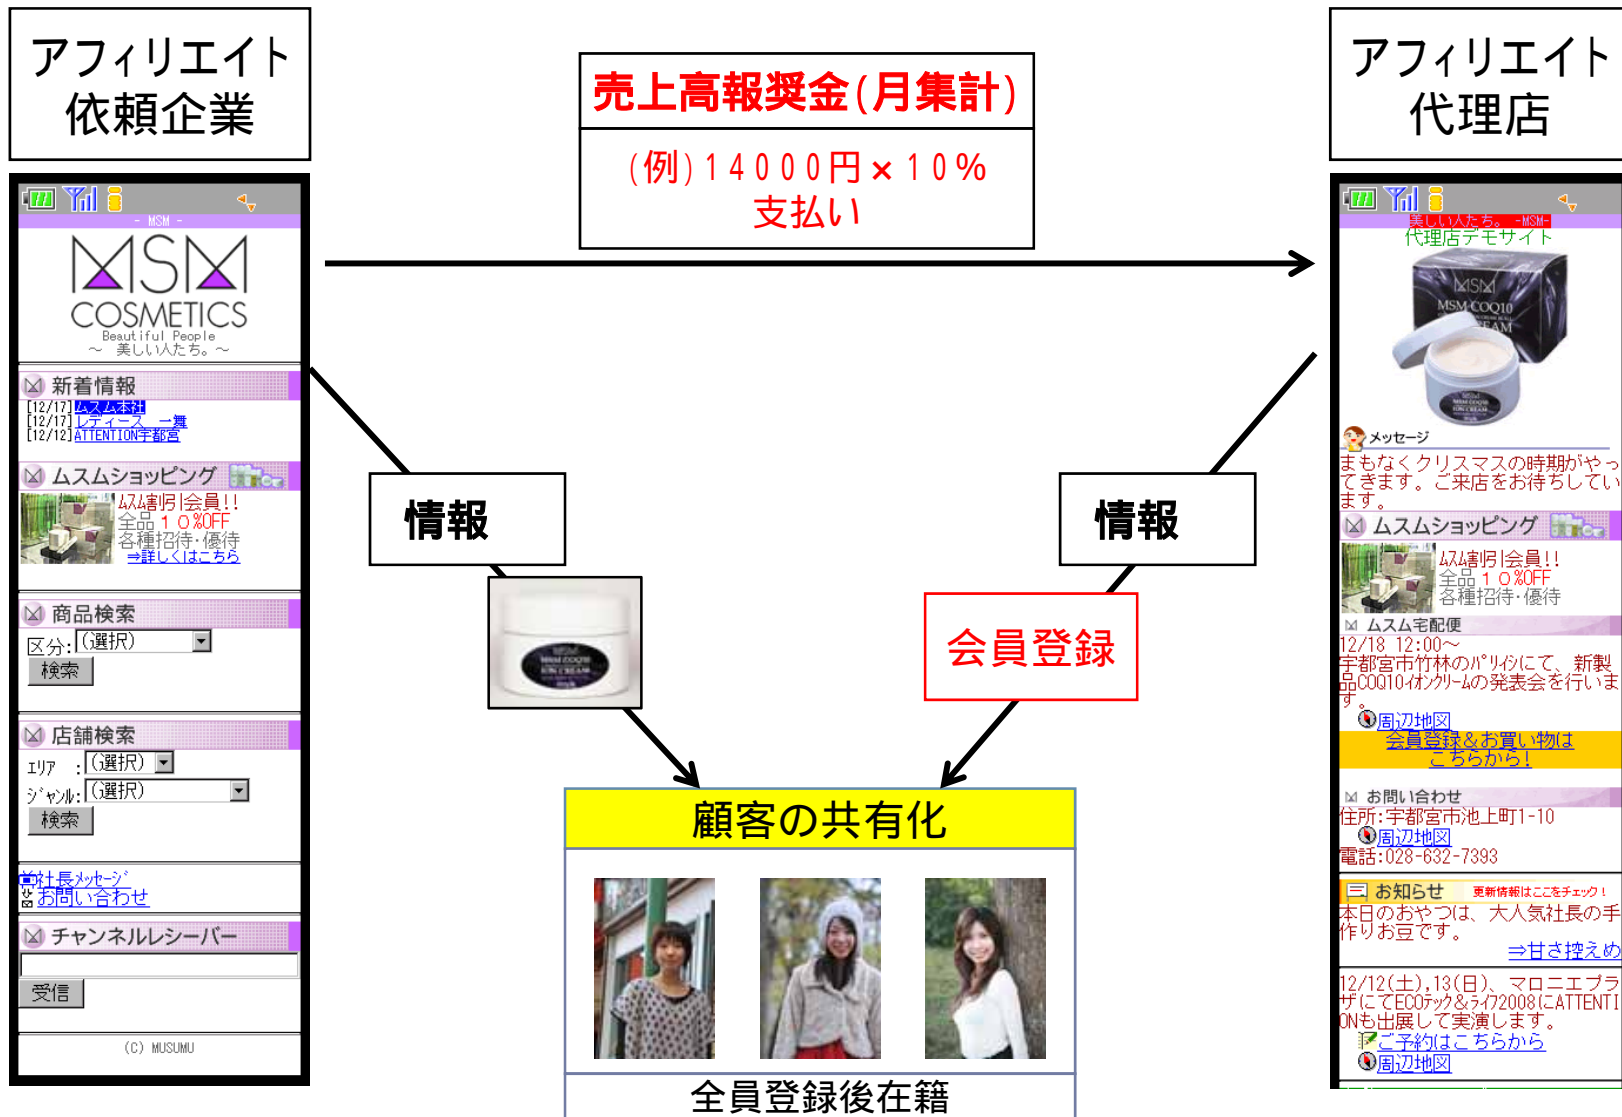 アフィリエイト
依頼企業
- MSM -
MSM
COSMETICS
Beautiful People
～ 美しい人たち。～
新着情報
[12/17]ムスム本社
[12/17]レディース 一舞
[12/12]ATTENTION宇都宮
ムスムショッピング
ﾑｽﾑ割引会員!!
全品１０%OFF
各種招待・優待
⇒詳しくはこちら
商品検索
区分:(選択)
検索
店舗検索
ｴﾘｱ :(選択)
ｼﾞｬﾝﾙ:(選択)
検索
社長ﾒｯｾｰｼﾞ
お問い合わせ
チャンネルレシーバー
受信
(C) MUSUMU
売上高報奨金(月集計)
(例)14000円×10%
支払い
情報
情報
会員登録
顧客の共有化
全員登録後在籍
アフィリエイト
代理店
美しい人たち。 -MSM-
代理店デモサイト
MSM
MSM COQ10
メッセージ
まもなくクリスマスの時期がやっ
てきます。ご来店をお待ちしてい
ます。
ムスムショッピング
ﾑｽﾑ割引会員!!
全品１０%OFF
各種招待・優待
ムスム宅配便
12/18 12:00～
宇都宮市竹林のﾊﾟﾘｲｼにて、新製
品COQ10ｲｵﾝｸﾘｰﾑの発表会を行いま
す。
周辺地図
会員登録&お買い物は
こちらから!
お問い合わせ
住所:宇都宮市池上町1-10
周辺地図
電話:028-632-7393
お知らせ 更新情報はここをチェック!
本日のおやつは、大人気社長の手
作りお豆です。
⇒甘さ控えめ
12/12(土),13(日)、マロニエプラ
ザにてECOﾃｯｸ&ﾗｲﾌ2008にATTENTI
ONも出展して実演します。
ご予約はこちらから
周辺地図